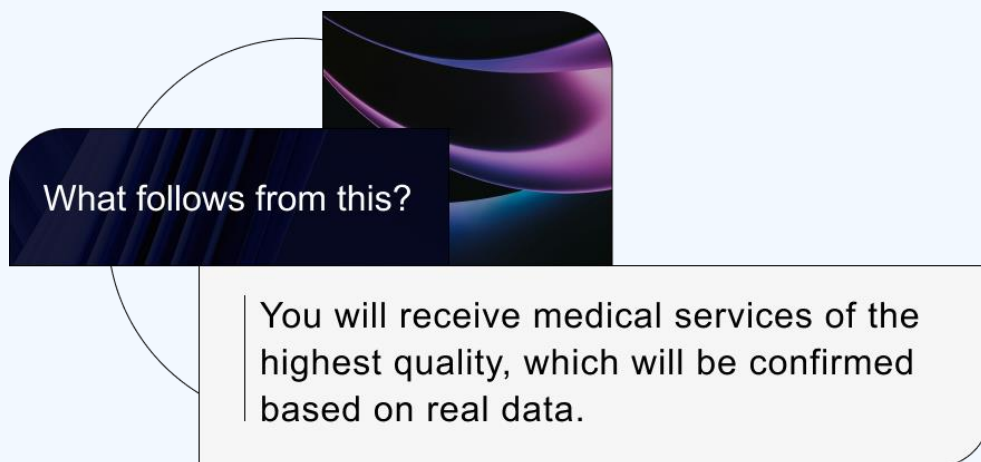 What follows from this?
You will receive medical services of the
highest quality, which will be confirmed
based on real data.